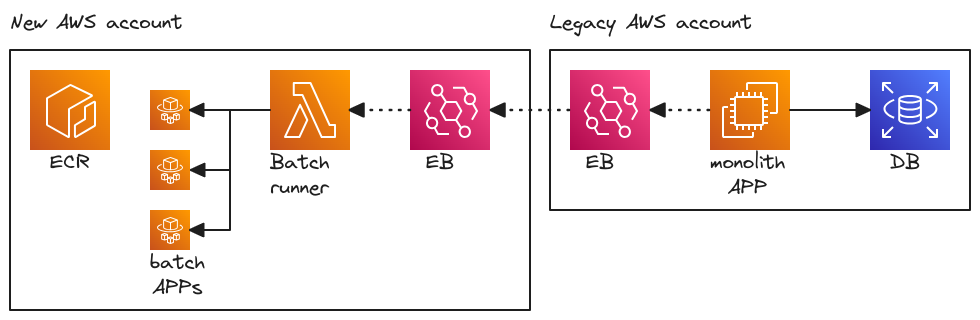 New AWS account
Legacy AWS account
ECR
Batch
runner
EB
EB
monolith
APP
DB
batch
APPs